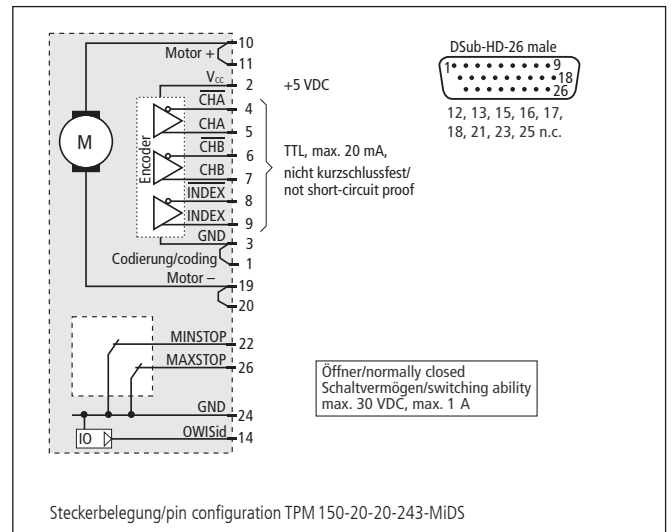 Motor + 10
11
V_CC 2 +5 VDC
C̅H̅A̅ 4
CHA 5
C̅H̅B̅ 6
CHB 7
I̅N̅D̅E̅X̅ 8
INDEX 9
GND 3
Codierung/coding 1
Motor – 19
20
M
Encoder
TTL, max. 20 mA,
nicht kurzschlussfest/
not short-circuit proof
MINSTOP 22
MAXSTOP 26
GND 24
IO OWISid 14
DSub-HD-26 male
1 9
18
26
12, 13, 15, 16, 17,
18, 21, 23, 25 n.c.
Öffner/normally closed
Schaltvermögen/switching ability
max. 30 VDC, max. 1 A
Steckerbelegung/pin configuration TPM 150-20-20-243-MiDS